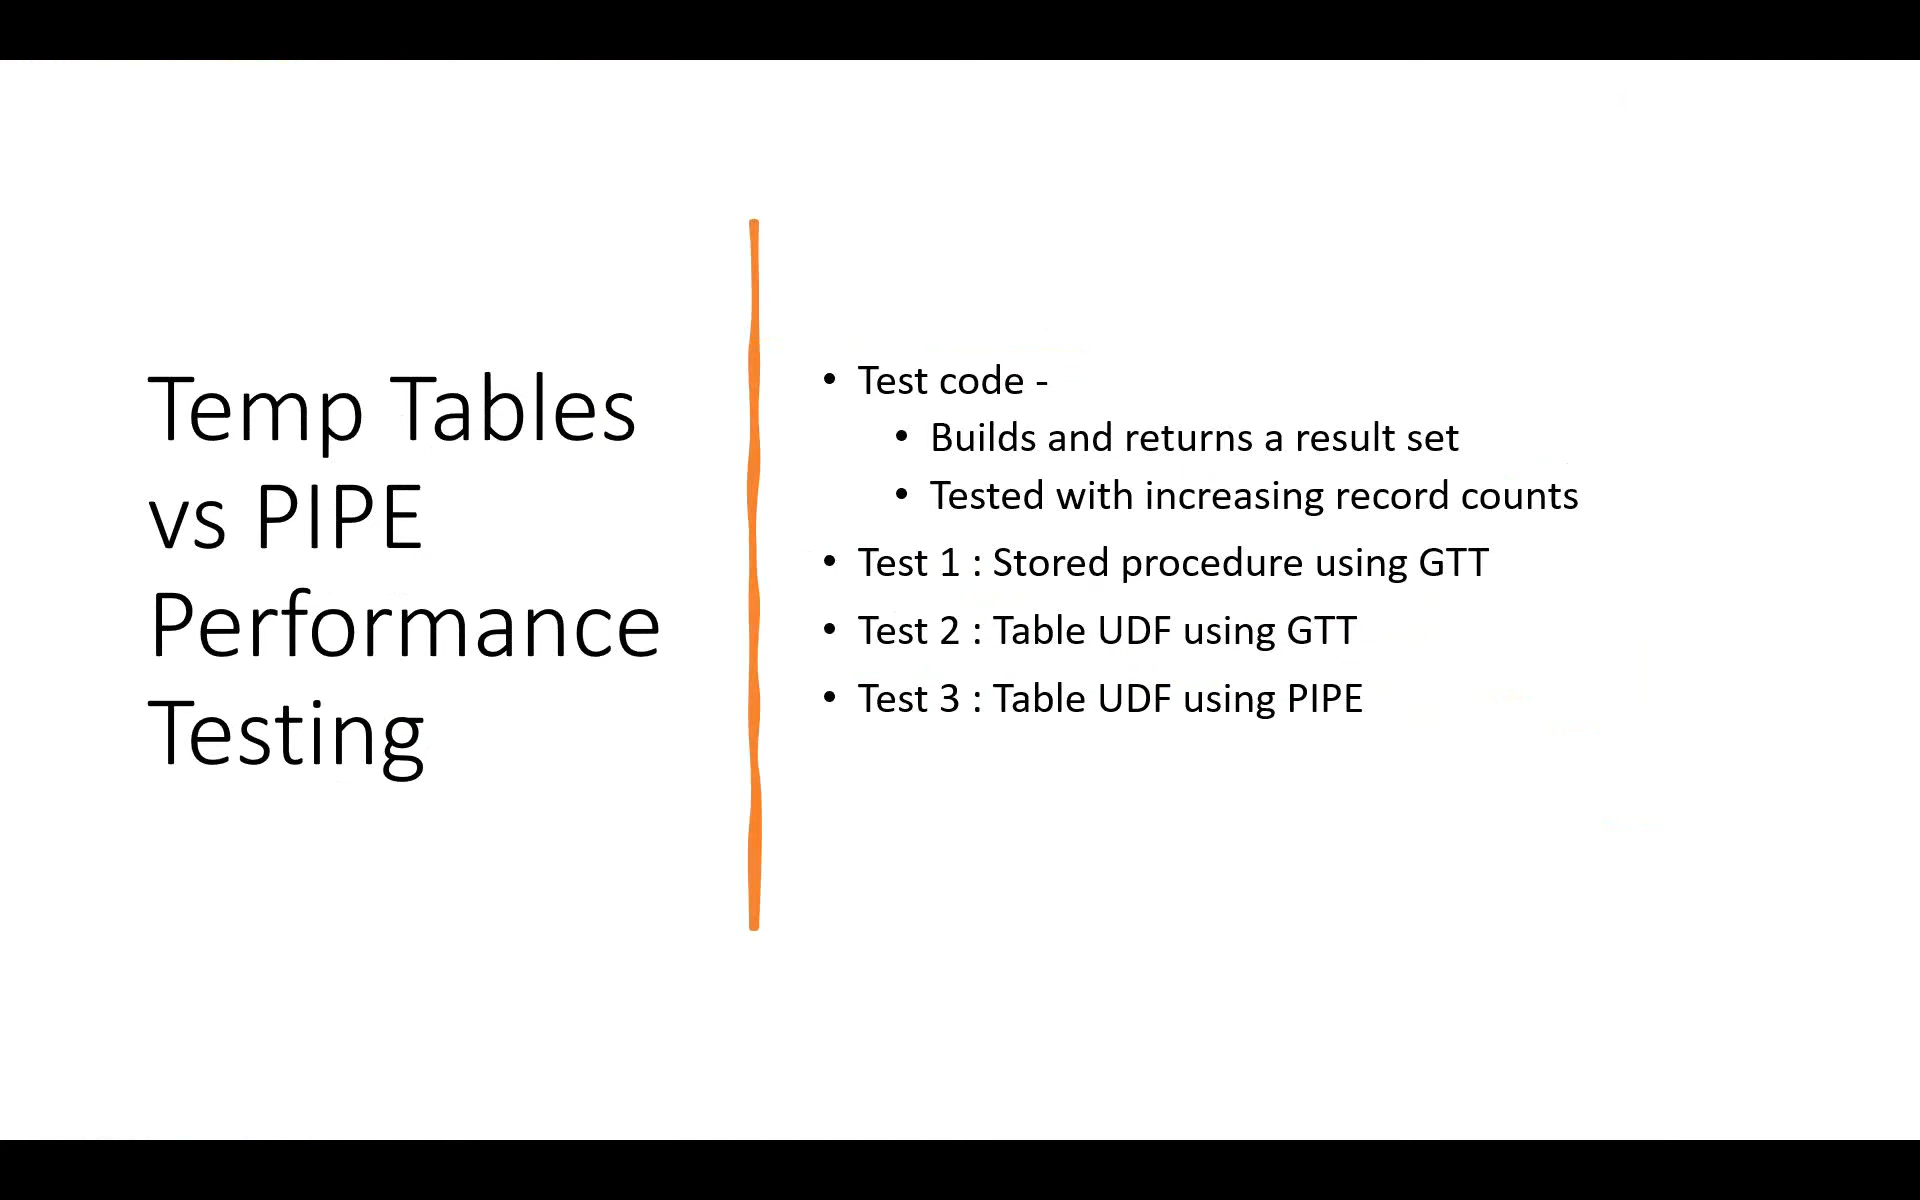 Temp Tables
vs PIPE
Performance
Testing
• Test code -
• Builds and returns a result set
• Tested with increasing record counts
• Test 1 : Stored procedure using GTT
• Test 2 : Table UDF using GTT
• Test 3 : Table UDF using PIPE